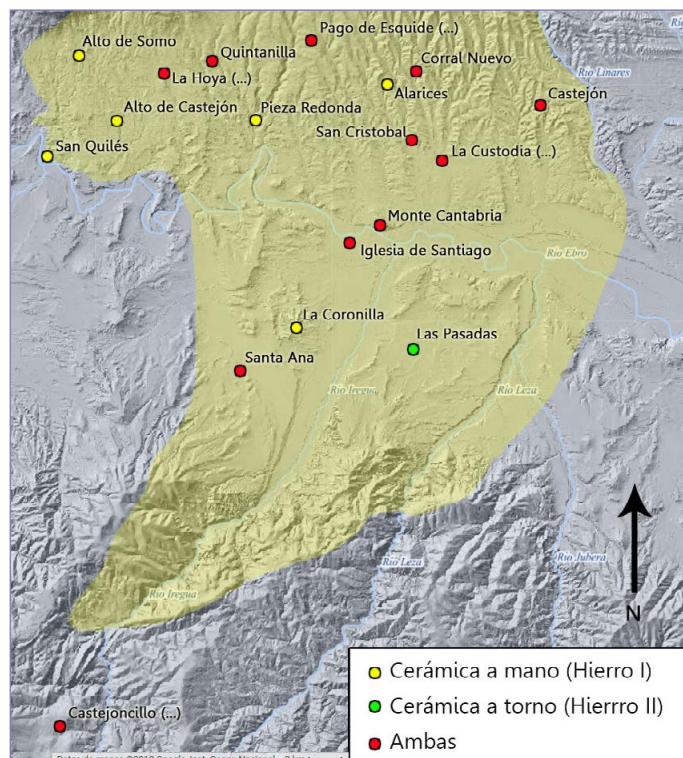 Pago de Esquide (...)
Alto de Somo
Quintanilla
Corral Nuevo
La Hoya (...)
Río Linares
Alarices
Castejón
Alto de Castejón
Pieza Redonda
San Cristobal
San Quilés
La Custodia (...)
Monte Cantabria
Iglesia de Santiago
Río Ebro
La Coronilla
Las Pasadas
Santa Ana
Río Iregua
Río Leza
Río Leza
Río Jubera
Río Iregua
N
Cerámica a mano (Hierro I)
Cerámica a torno (Hierrro II)
Ambas
Castejoncillo (...)